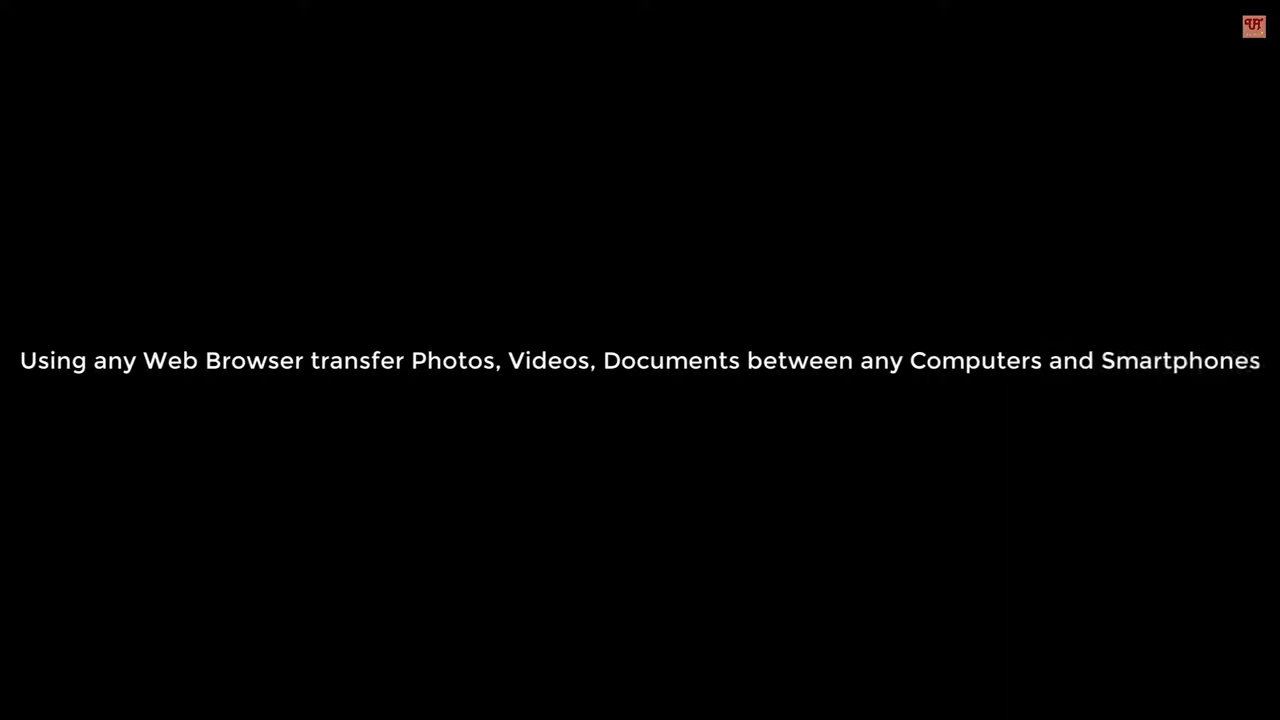 Using any Web Browser transfer Photos, Videos, Documents between any Computers and Smartphones